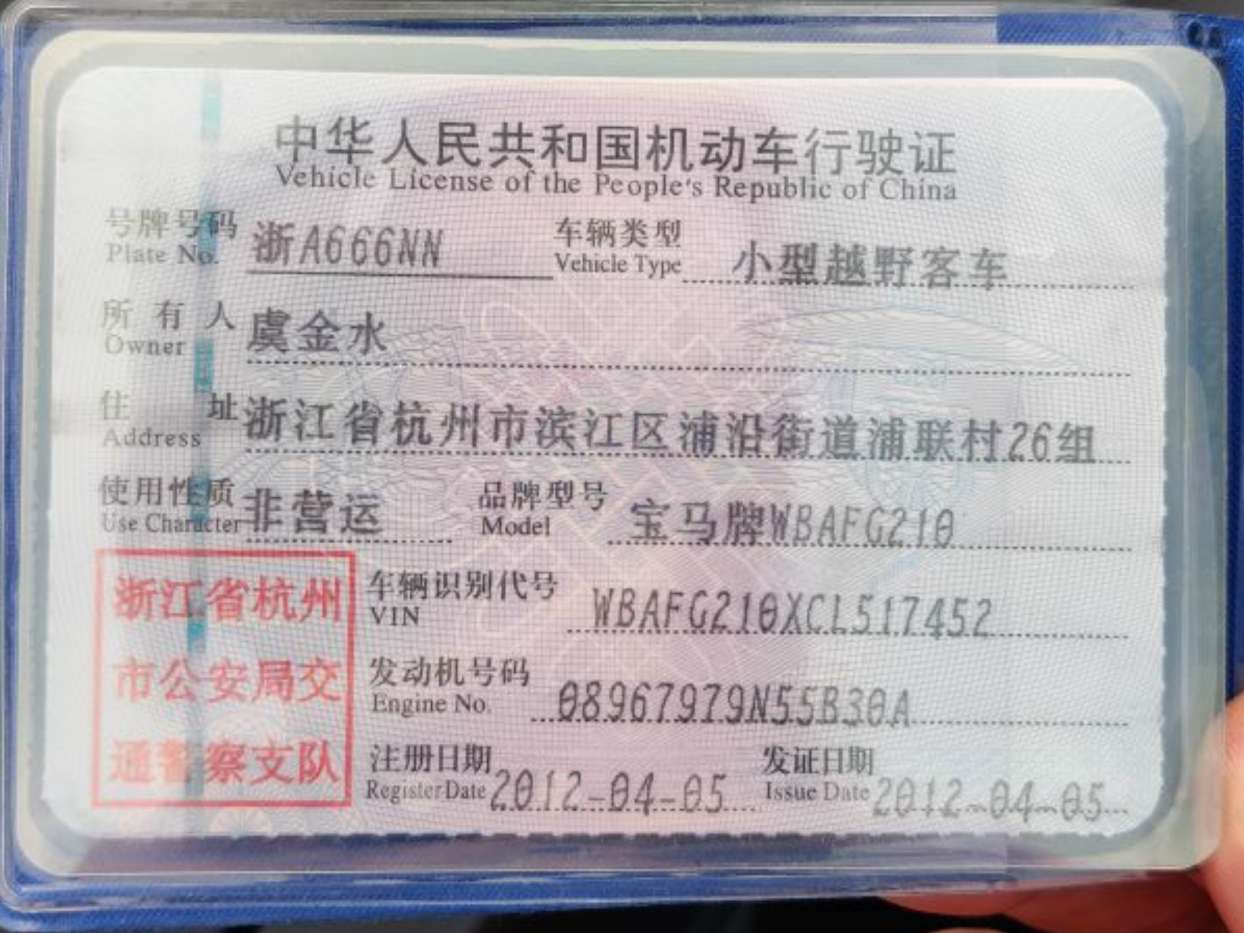 中华人民共和国机动车行驶证
Vehicle License of the People's Republic of China
号牌号码 浙A666NN 车辆类型 小型越野客车
Plate No. Vehicle Type
所有人 虞金水
Owner
住址 浙江省杭州市滨江区浦沿街道浦联村26组
Address
使用性质 非营运 品牌型号 宝马牌WBAFG210
Use Character Model
浙江省杭州 车辆识别代号 WBAFG210XCL517452
VIN
市公安局交 发动机号码 08967979N55B30A
Engine No.
通警察支队 注册日期 2012-04-05 发证日期 2012-04-05
Register Date Issue Date